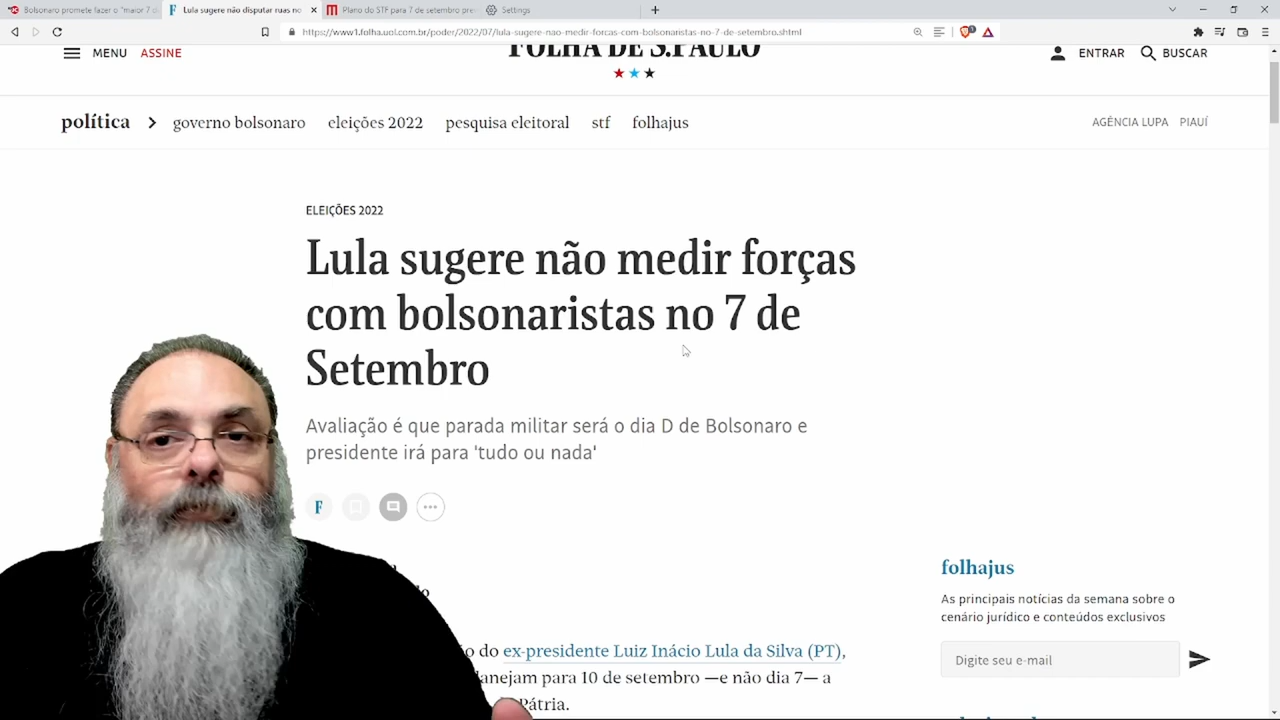 Bolsonaro promete fazer o "maior 7 d
Lula sugere não disputar ruas no
Plano do STF para 7 de setembro pre
Settings
https://www1.folha.uol.com.br/poder/2022/07/lula-sugere-nao-medir-forcas-com-bolsonaristas-no-7-de-setembro.shtml
MENU ASSINE
FOLHA DE S.PAULO
ENTRAR BUSCAR
política governo bolsonaro eleições 2022 pesquisa eleitoral stf folhajus
AGÊNCIA LUPA PIAUÍ
ELEIÇÕES 2022
Lula sugere não medir forças
com bolsonaristas no 7 de
Setembro
Avaliação é que parada militar será o dia D de Bolsonaro e
presidente irá para 'tudo ou nada'
F
do ex-presidente Luiz Inácio Lula da Silva (PT),
lanejam para 10 de setembro —e não dia 7— a
Pátria.
folhajus
As principais notícias da semana sobre o
cenário jurídico e conteúdos exclusivos
Digite seu e-mail